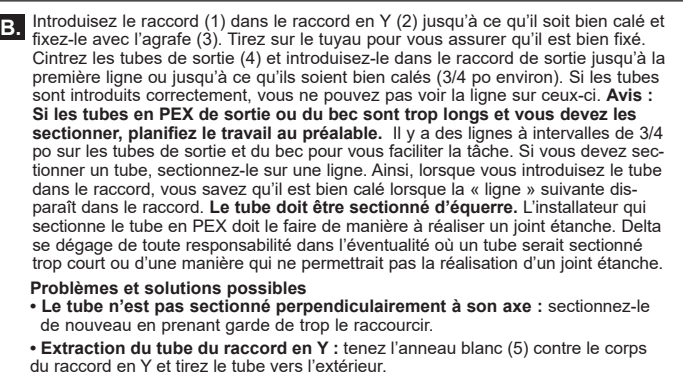 B. Introduisez le raccord (1) dans le raccord en Y (2) jusqu'à ce qu'il soit bien calé et
fixez-le avec l'agrafe (3). Tirez sur le tuyau pour vous assurer qu'il est bien fixé.
Cintrez les tubes de sortie (4) et introduisez-le dans le raccord de sortie jusqu'à la
première ligne ou jusqu'à ce qu'ils soient bien calés (3/4 po environ). Si les tubes
sont introduits correctement, vous ne pouvez pas voir la ligne sur ceux-ci. Avis :
Si les tubes en PEX de sortie ou du bec sont trop longs et vous devez les
sectionner, planifiez le travail au préalable. Il y a des lignes à intervalles de 3/4
po sur les tubes de sortie et du bec pour vous faciliter la tâche. Si vous devez sec-
tionner un tube, sectionnez-le sur une ligne. Ainsi, lorsque vous introduisez le tube
dans le raccord, vous savez qu'il est bien calé lorsque la « ligne » suivante dis-
paraît dans le raccord. Le tube doit être sectionné d'équerre. L'installateur qui
sectionne le tube en PEX doit le faire de manière à réaliser un joint étanche. Delta
se dégage de toute responsabilité dans l'éventualité où un tube serait sectionné
trop court ou d'une manière qui ne permettrait pas la réalisation d'un joint étanche.
Problèmes et solutions possibles
• Le tube n'est pas sectionné perpendiculairement à son axe : sectionnez-le
de nouveau en prenant garde de trop le raccourcir.
• Extraction du tube du raccord en Y : tenez l'anneau blanc (5) contre le corps
du raccord en Y et tirez le tube vers l'extérieur.